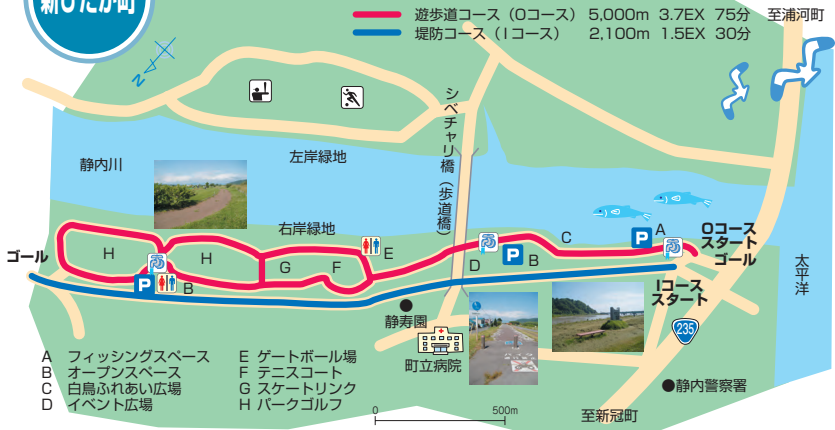 新ひだか町
遊歩道コース（Oコース） 5,000m 3.7EX 75分
堤防コース（Iコース） 2,100m 1.5EX 30分
至浦河町
N
シベチャリ橋（歩道橋）
静内川
左岸緑地
右岸緑地
ゴール
H
H
G
F
E
D
B
C
A
P
P
P
B
Oコース
スタート
ゴール
太平洋
Iコース
スタート
235
静寿園
町立病院
静内警察署
至新冠町
A フィッシングスペース
B オープンスペース
C 白鳥ふれあい広場
D イベント広場
E ゲートボール場
F テニスコート
G スケートリンク
H パークゴルフ
0 500m